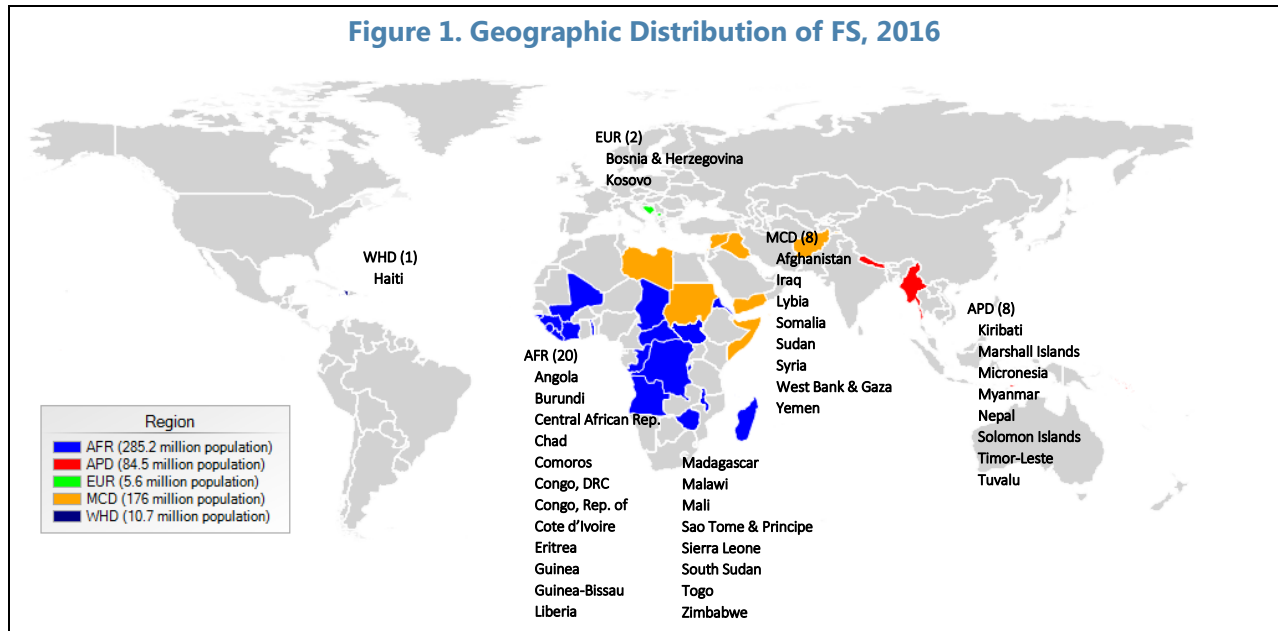 Figure 1. Geographic Distribution of FS, 2016
EUR (2)
Bosnia & Herzegovina
Kosovo
WHD (1)
Haiti
MCD (8)
Afghanistan
Iraq
Lybia
Somalia
Sudan
Syria
West Bank & Gaza
Yemen
APD (8)
Kiribati
Marshall Islands
Micronesia
Myanmar
Nepal
Solomon Islands
Timor-Leste
Tuvalu
AFR (20)
Angola
Burundi
Central African Rep.
Chad
Comoros
Congo, DRC
Congo, Rep. of
Cote d’Ivoire
Eritrea
Guinea
Guinea-Bissau
Liberia
Madagascar
Malawi
Mali
Sao Tome & Principe
Sierra Leone
South Sudan
Togo
Zimbabwe
Region
AFR (285.2 million population)
APD (84.5 million population)
EUR (5.6 million population)
MCD (176 million population)
WHD (10.7 million population)